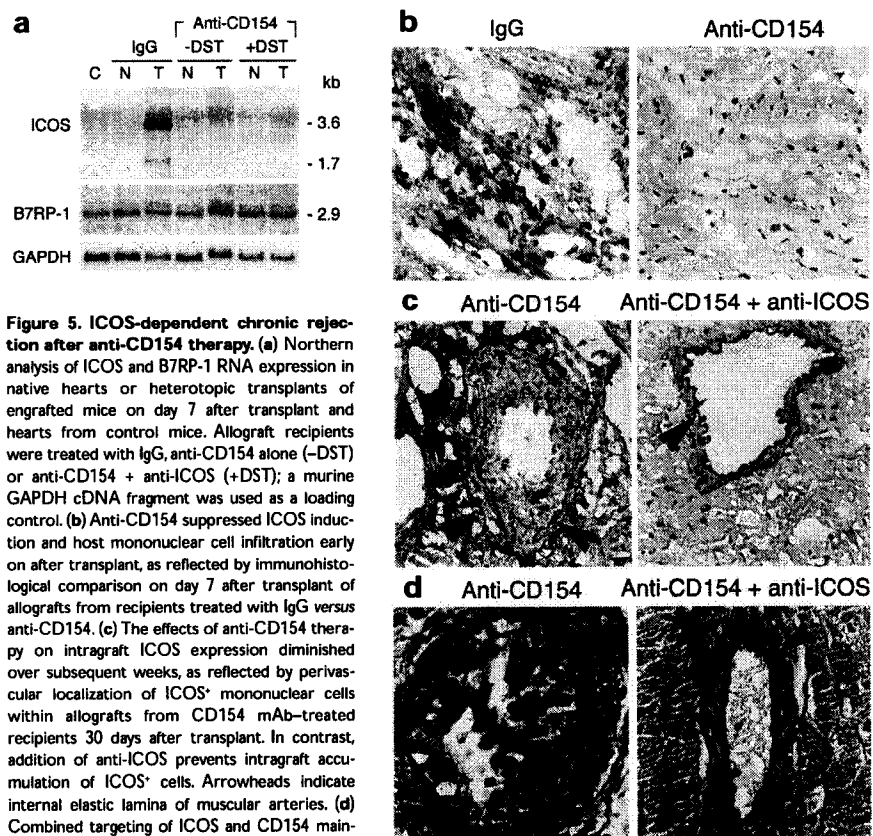 a
Anti-CD154
IgG -DST +DST
C N T N T N T kb
ICOS
- 3.6
- 1.7
B7RP-1 - 2.9
GAPDH
b
IgG Anti-CD154
c
Anti-CD154 Anti-CD154 + anti-ICOS
d
Anti-CD154 Anti-CD154 + anti-ICOS
Figure 5. ICOS-dependent chronic rejec-
tion after anti-CD154 therapy. (a) Northern
analysis of ICOS and B7RP-1 RNA expression in
native hearts or heterotopic transplants of
engrafted mice on day 7 after transplant and
hearts from control mice. Allograft recipients
were treated with IgG, anti-CD154 alone (–DST)
or anti-CD154 + anti-ICOS (+DST); a murine
GAPDH cDNA fragment was used as a loading
control. (b) Anti-CD154 suppressed ICOS induc-
tion and host mononuclear cell infiltration early
on after transplant, as reflected by immunohisto-
logical comparison on day 7 after transplant of
allografts from recipients treated with IgG versus
anti-CD154. (c) The effects of anti-CD154 thera-
py on intragraft ICOS expression diminished
over subsequent weeks, as reflected by perivas-
cular localization of ICOS⁺ mononuclear cells
within allografts from CD154 mAb–treated
recipients 30 days after transplant. In contrast,
addition of anti-ICOS prevents intragraft accu-
mulation of ICOS⁺ cells. Arrowheads indicate
internal elastic lamina of muscular arteries. (d)
Combined targeting of ICOS and CD154 main-